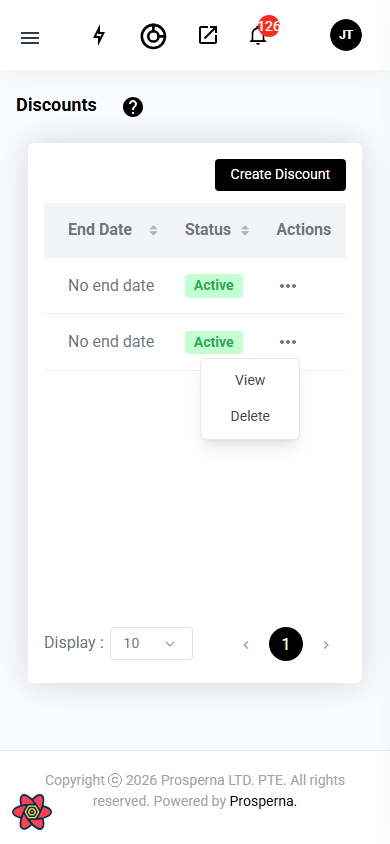 126
JT
Discounts
?
Create Discount
End Date Status Actions
No end date Active
No end date Active
View
Delete
Display : 10 1
Copyright ⓒ 2026 Prosperna LTD. PTE. All rights
reserved. Powered by Prosperna.